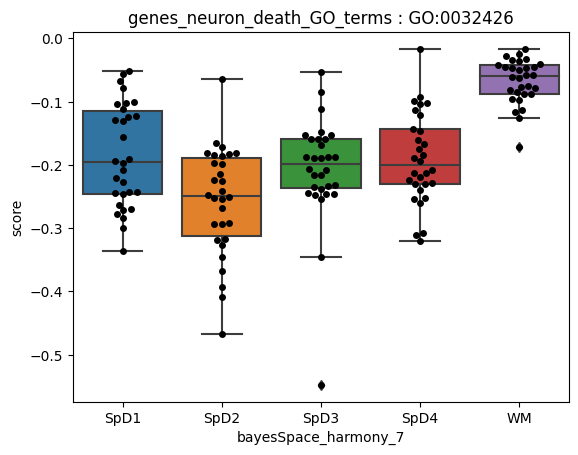 genes_neuron_death_GO_terms : GO:0032426
0.0
−0.1
−0.2
−0.3
−0.4
−0.5
score
SpD1 SpD2 SpD3 SpD4 WM
bayesSpace_harmony_7